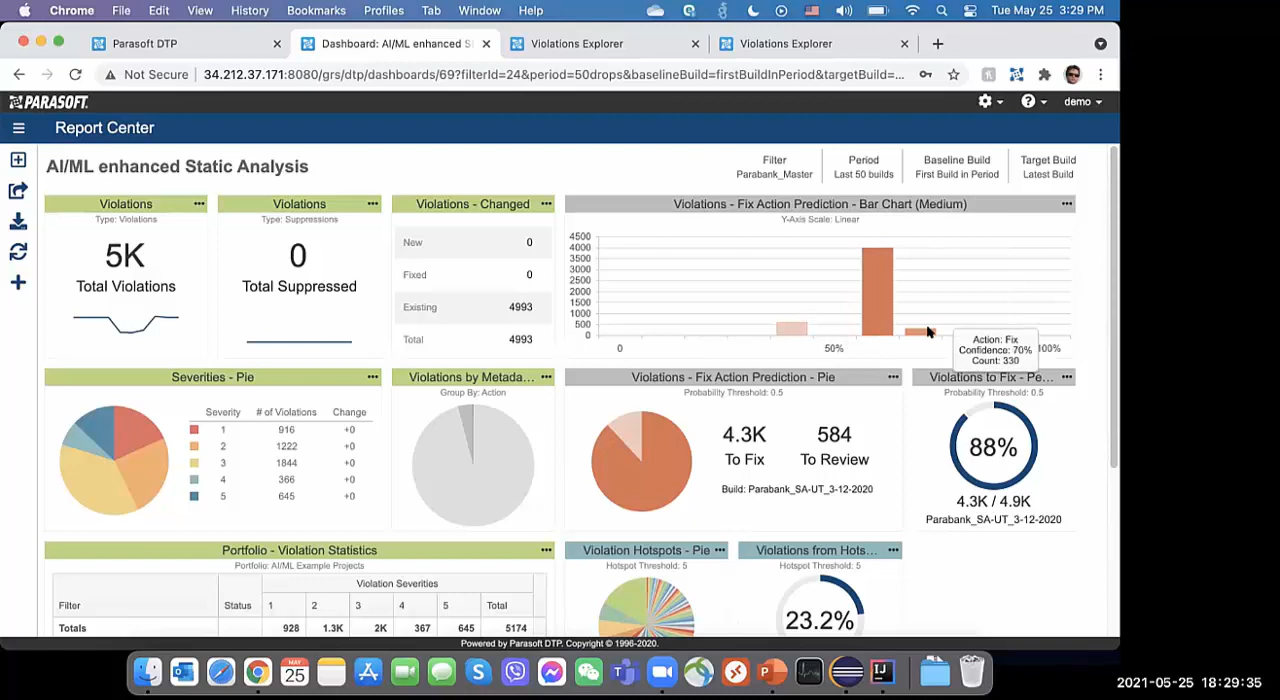 Chrome File Edit View History Bookmarks Profiles Tab Window Help Tue May 25 3:29 PM
Parasoft DTP Dashboard: AI/ML enhanced S Violations Explorer Violations Explorer
Not Secure 34.212.37.171:8080/grs/dtp/dashboards/69?filterId=24&period=50drops&baselineBuild=firstBuildInPeriod&targetBuild=...
PARASOFT. demo
Report Center
AI/ML enhanced Static Analysis
Filter Period Baseline Build Target Build
Parabank_Master Last 50 builds First Build in Period Latest Build
Violations
Type: Violations
5K
Total Violations
Violations
Type: Suppressions
0
Total Suppressed
Violations - Changed
New 0
Fixed 0
Existing 4993
Total 4993
Violations - Fix Action Prediction - Bar Chart (Medium)
Y-Axis Scale: Linear
4500
4000
3500
3000
2500
2000
1500
1000
500
0
0 50% 100%
Action: Fix
Confidence: 70%
Count: 330
Severities - Pie
Severity # of Violations Change
1 916 +0
2 1222 +0
3 1844 +0
4 366 +0
5 645 +0
Violations by Metada...
Group By: Action
Violations - Fix Action Prediction - Pie
Probability Threshold: 0.5
4.3K 584
To Fix To Review
Build: Parabank_SA-UT_3-12-2020
Violations to Fix - Pe...
Probability Threshold: 0.5
88%
4.3K / 4.9K
Parabank_SA-UT_3-12-2020
Portfolio - Violation Statistics
Portfolio: AI/ML Example Projects
Violation Severities
Filter Status 1 2 3 4 5 Total
Totals 928 1.3K 2K 367 645 5174
Violation Hotspots - Pie
Hotspot Threshold: 5
Violations from Hots...
Hotspot Threshold: 5
23.2%
Powered by Parasoft DTP. Copyright © 1996-2020.
MAY
25
2021-05-25 18:29:35